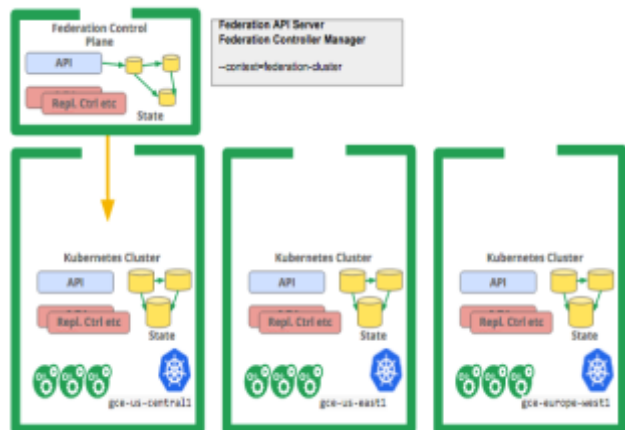 Federation Control
Plane
API
Repl. Ctrl etc
State
Federation API Server
Federation Controller Manager
--context=federation-cluster
Kubernetes Cluster
API
Repl. Ctrl etc
State
gce-us-central1
Kubernetes Cluster
API
Repl. Ctrl etc
State
gce-us-east1
Kubernetes Cluster
API
Repl. Ctrl etc
State
gce-europe-west1